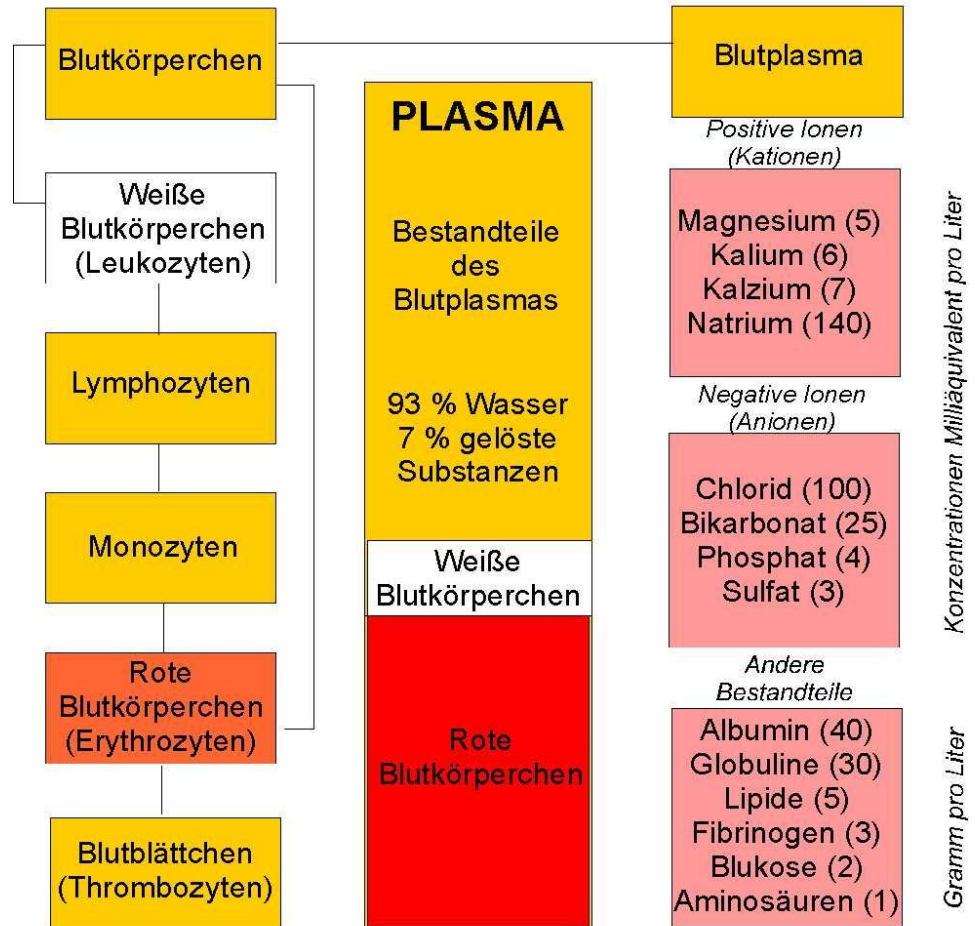 Blutkörperchen
Weiße
Blutkörperchen
(Leukozyten)
Lymphozyten
Monozyten
Rote
Blutkörperchen
(Erythrozyten)
Blutblättchen
(Thrombozyten)
PLASMA
Bestandteile
des
Blutplasmas
93 % Wasser
7 % gelöste
Substanzen
Weiße
Blutkörperchen
Rote
Blutkörperchen
Blutplasma
Positive Ionen
(Kationen)
Magnesium (5)
Kalium (6)
Kalzium (7)
Natrium (140)
Negative Ionen
(Anionen)
Chlorid (100)
Bikarbonat (25)
Phosphat (4)
Sulfat (3)
Andere
Bestandteile
Albumin (40)
Globuline (30)
Lipide (5)
Fibrinogen (3)
Blukose (2)
Aminosäuren (1)
Konzentrationen Milliäquivalent pro Liter
Gramm pro Liter